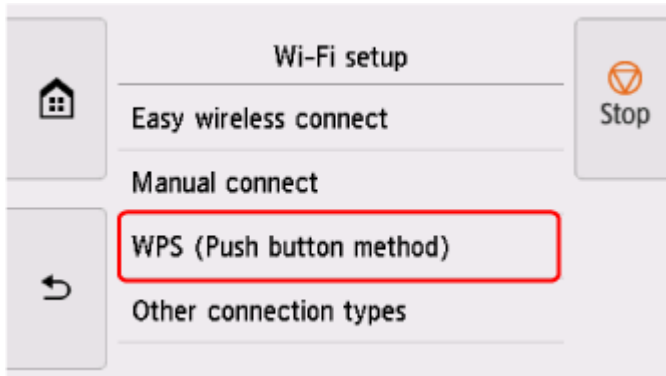 Wi-Fi setup
Easy wireless connect
Stop
Manual connect
WPS (Push button method)
Other connection types